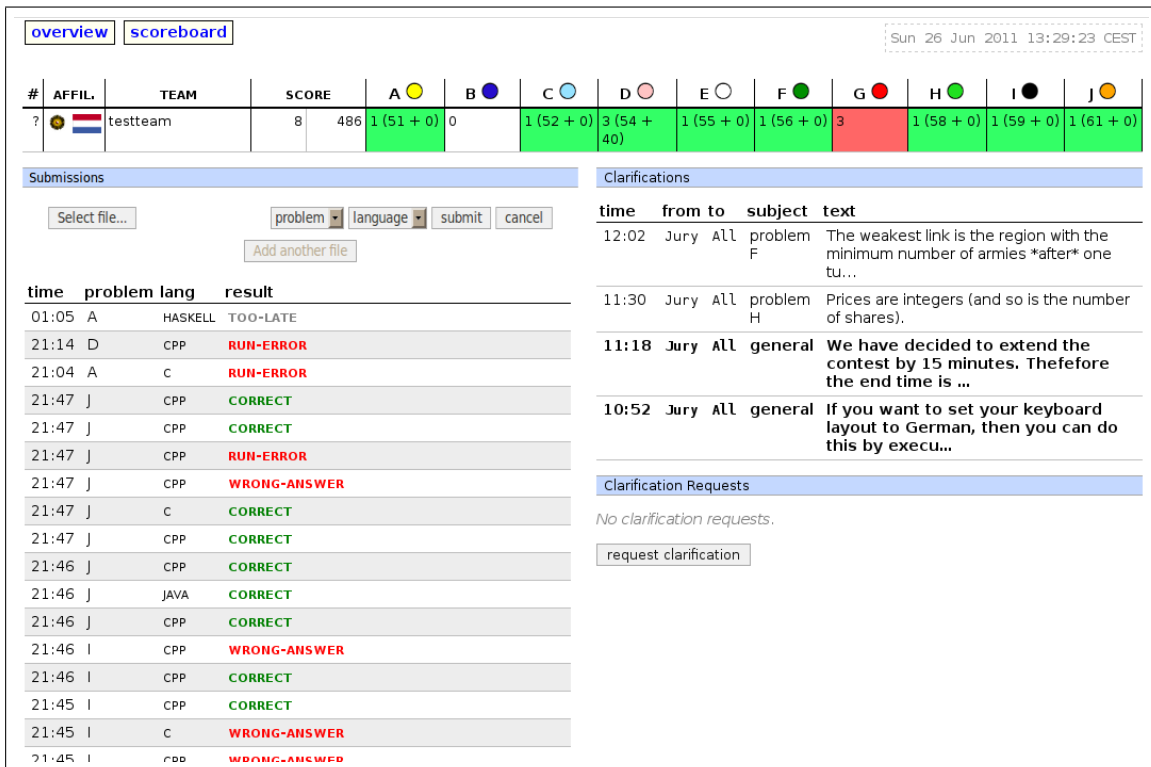 overview scoreboard
Sun 26 Jun 2011 13:29:23 CEST
# AFFIL. TEAM SCORE A B C D E F G H I J
? testteam 8 486 1 (51 + 0) 0 1 (52 + 0) 3 (54 + 40) 1 (55 + 0) 1 (56 + 0) 3 1 (58 + 0) 1 (59 + 0) 1 (61 + 0)
Submissions
Select file... problem language submit cancel
Add another file
time problem lang result
01:05 A HASKELL TOO-LATE
21:14 D CPP RUN-ERROR
21:04 A C RUN-ERROR
21:47 J CPP CORRECT
21:47 J CPP CORRECT
21:47 J CPP RUN-ERROR
21:47 J CPP WRONG-ANSWER
21:47 J C CORRECT
21:47 J CPP CORRECT
21:46 J CPP CORRECT
21:46 J JAVA CORRECT
21:46 J CPP CORRECT
21:46 I CPP WRONG-ANSWER
21:46 I CPP CORRECT
21:45 I CPP CORRECT
21:45 I C WRONG-ANSWER
21:45 I CPP WRONG-ANSWER
Clarifications
time from to subject text
12:02 Jury All problem F The weakest link is the region with the
minimum number of armies *after* one
tu...
11:30 Jury All problem H Prices are integers (and so is the number
of shares).
11:18 Jury All general We have decided to extend the
contest by 15 minutes. Thefefore
the end time is ...
10:52 Jury All general If you want to set your keyboard
layout to German, then you can do
this by execu...
Clarification Requests
No clarification requests.
request clarification